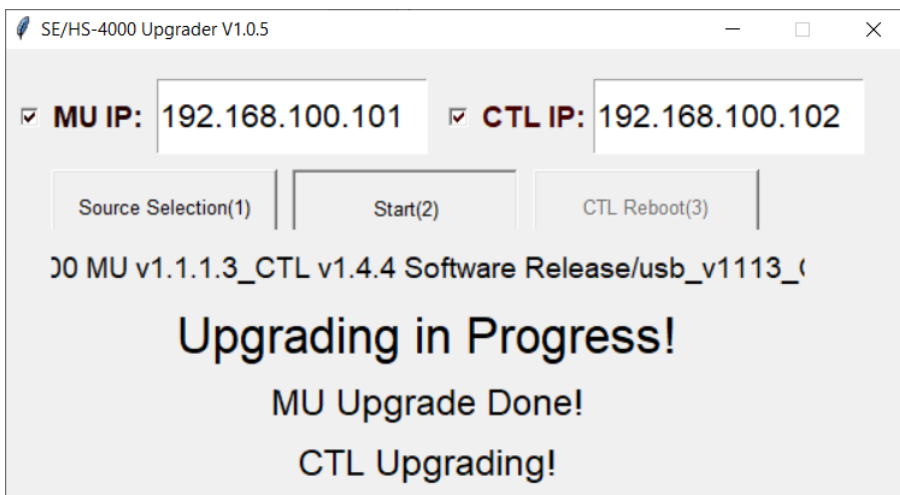 SE/HS-4000 Upgrader V1.0.5
MU IP: 192.168.100.101 CTL IP: 192.168.100.102
Source Selection(1) Start(2) CTL Reboot(3)
00 MU v1.1.1.3_CTL v1.4.4 Software Release/usb_v1113_
Upgrading in Progress!
MU Upgrade Done!
CTL Upgrading!